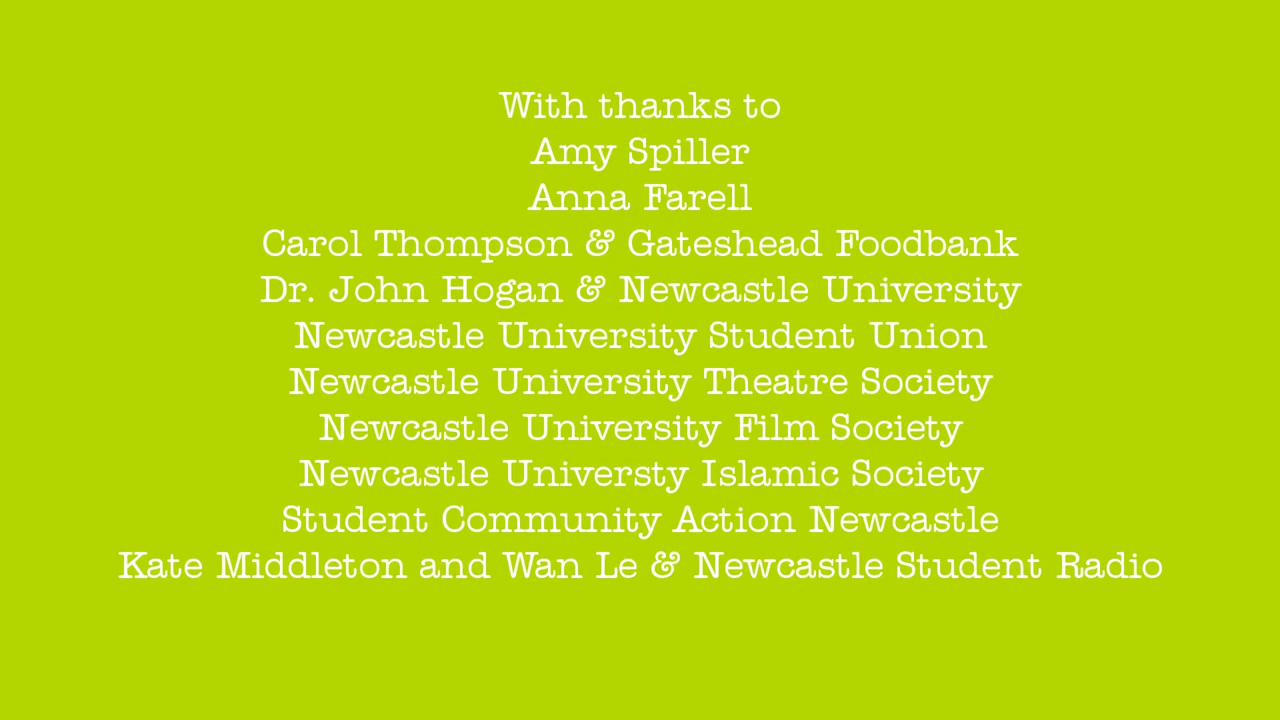 With thanks to
Amy Spiller
Anna Farell
Carol Thompson & Gateshead Foodbank
Dr. John Hogan & Newcastle University
Newcastle University Student Union
Newcastle University Theatre Society
Newcastle University Film Society
Newcastle Universty Islamic Society
Student Community Action Newcastle
Kate Middleton and Wan Le & Newcastle Student Radio